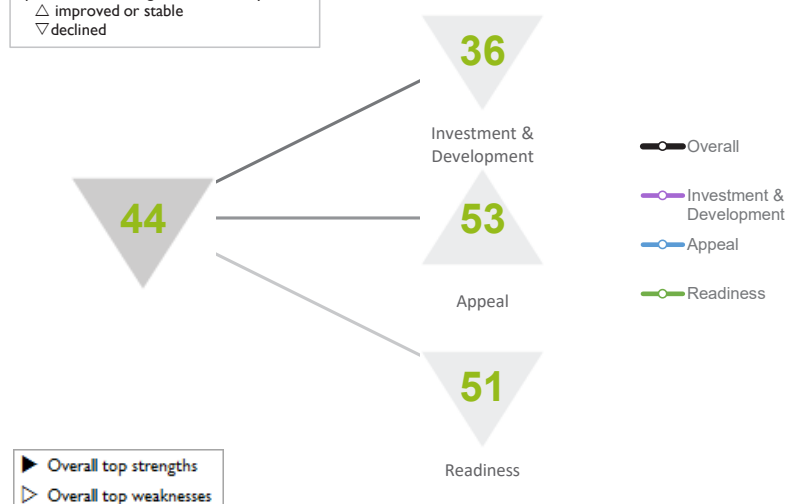 △ improved or stable
▽ declined
36
Investment &
Development
44
53
Appeal
51
Readiness
Overall
Investment &
Development
Appeal
Readiness
▶ Overall top strengths
▷ Overall top weaknesses